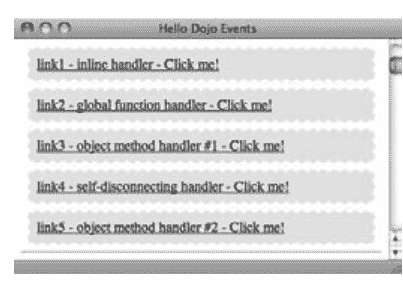 Hello Dojo Events
link1 - inline handler - Click me!
link2 - global function handler - Click me!
link3 - object method handler #1 - Click me!
link4 - self-disconnecting handler - Click me!
link5 - object method handler #2 - Click me!